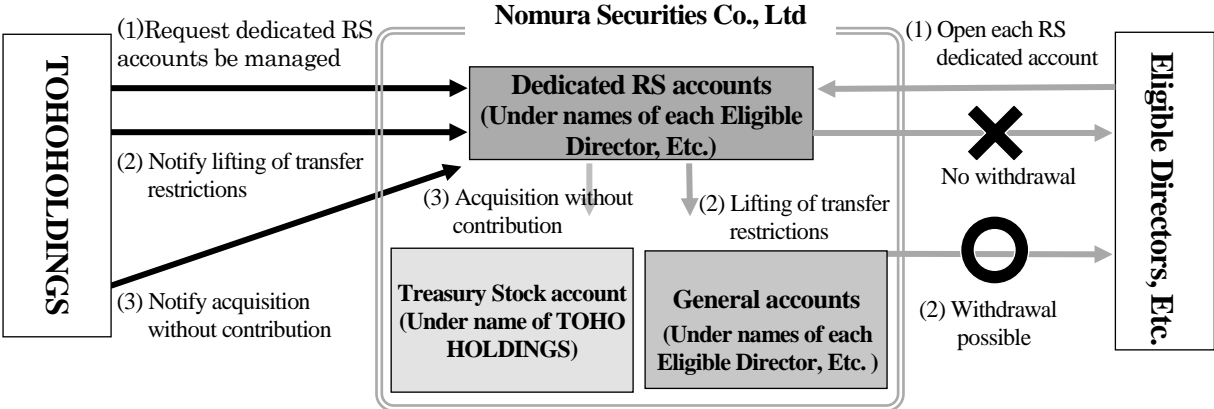 Nomura Securities Co., Ltd
TOHOHOLDINGS
(1)Request dedicated RS
accounts be managed
(2) Notify lifting of transfer
restrictions
(3) Notify acquisition
without contribution
Dedicated RS accounts
(Under names of each Eligible
Director, Etc.)
(3) Acquisition without
contribution
(2) Lifting of transfer
restrictions
Treasury Stock account
(Under name of TOHO
HOLDINGS)
General accounts
(Under names of each
Eligible Director, Etc. )
(1) Open each RS
dedicated account
No withdrawal
(2) Withdrawal
possible
Eligible Directors, Etc.